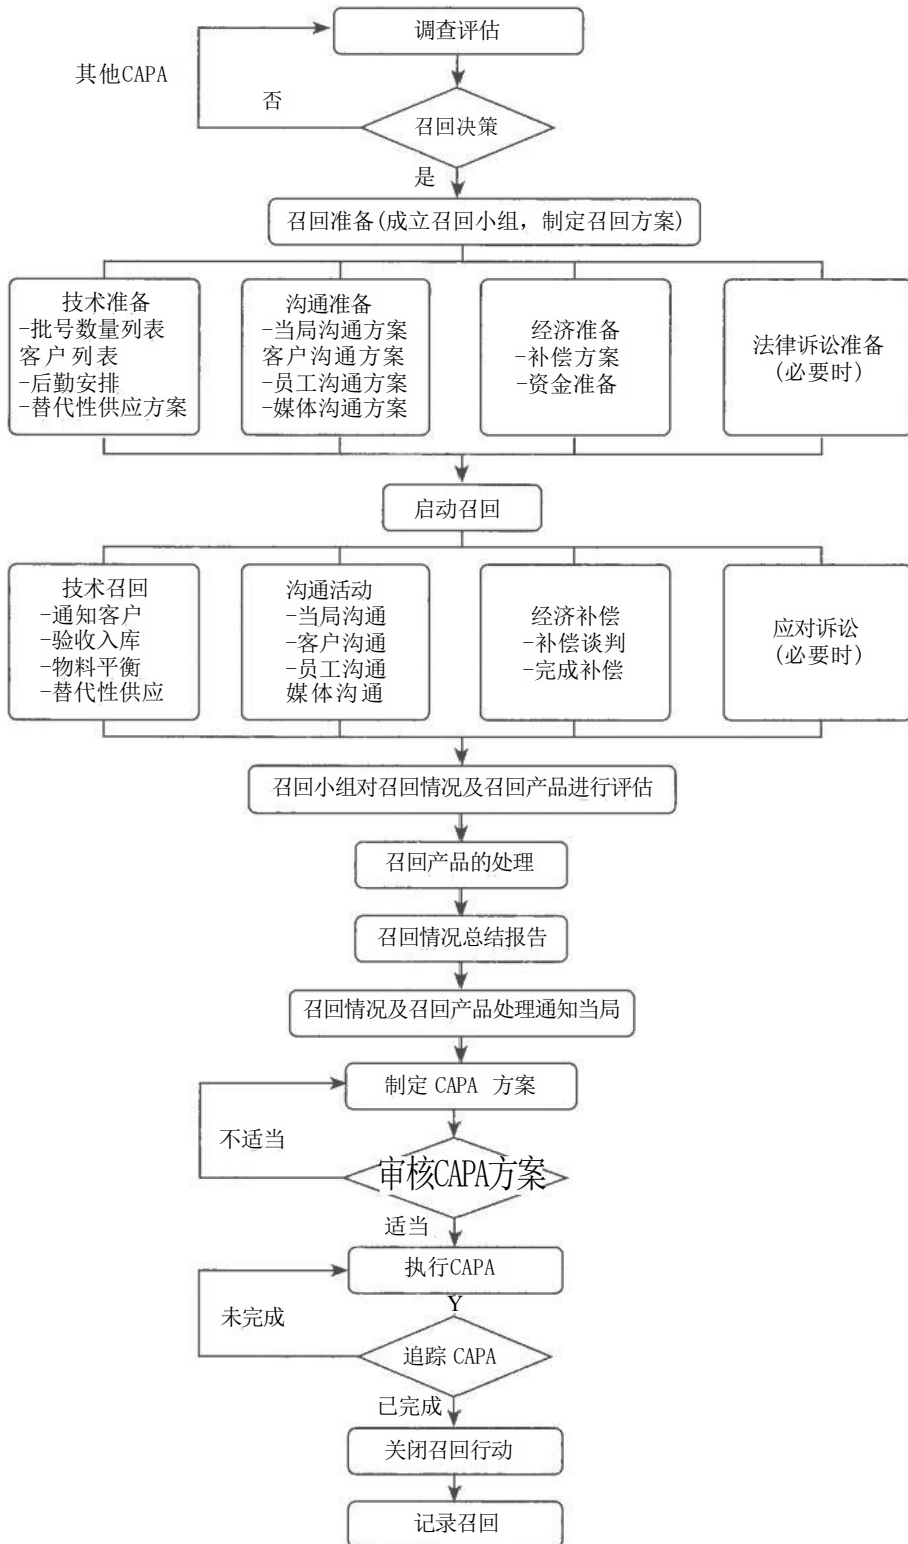 调查评估
其他CAPA
否
召回决策
是
召回准备(成立召回小组，制定召回方案)
技术准备
-批号数量列表
客户列表
-后勤安排
-替代性供应方案
沟通准备
-当局沟通方案
客户沟通方案
-员工沟通方案
-媒体沟通方案
经济准备
-补偿方案
-资金准备
法律诉讼准备
(必要时)
启动召回
技术召回
-通知客户
-验收入库
-物料平衡
-替代性供应
沟通活动
-当局沟通
-客户沟通
-员工沟通
媒体沟通
经济补偿
-补偿谈判
-完成补偿
应对诉讼
(必要时)
召回小组对召回情况及召回产品进行评估
召回产品的处理
召回情况总结报告
召回情况及召回产品处理通知当局
制定 CAPA 方案
不适当
审核CAPA方案
适当
执行CAPA
Y
未完成
追踪 CAPA
已完成
关闭召回行动
记录召回